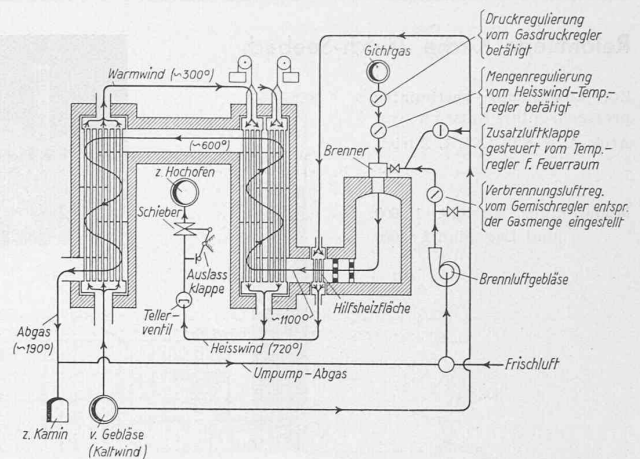 Druckregulierung
vom Gasdruckregler
betätigt
Gichtgas
Warmwind (~300°)
Mengenregulierung
vom Heisswind-Temp.-
regler betätigt
(~600°)
Zusatzluftklappe
gesteuert vom Temp.-
regler f. Feuerraum
z. Hochofen
Brenner
Schieber
Verbrennungsluftreg.
vom Gemischregler entspr.
der Gasmenge eingestellt
Auslass
klappe
Brennluftgebläse
Hilfsheizfläche
~1100°
Teller-
ventil
Heisswind (720°)
Abgas
(~190°)
Umpump-Abgas
Frischluft
z. Kamin
v. Gebläse
(Kaltwind)